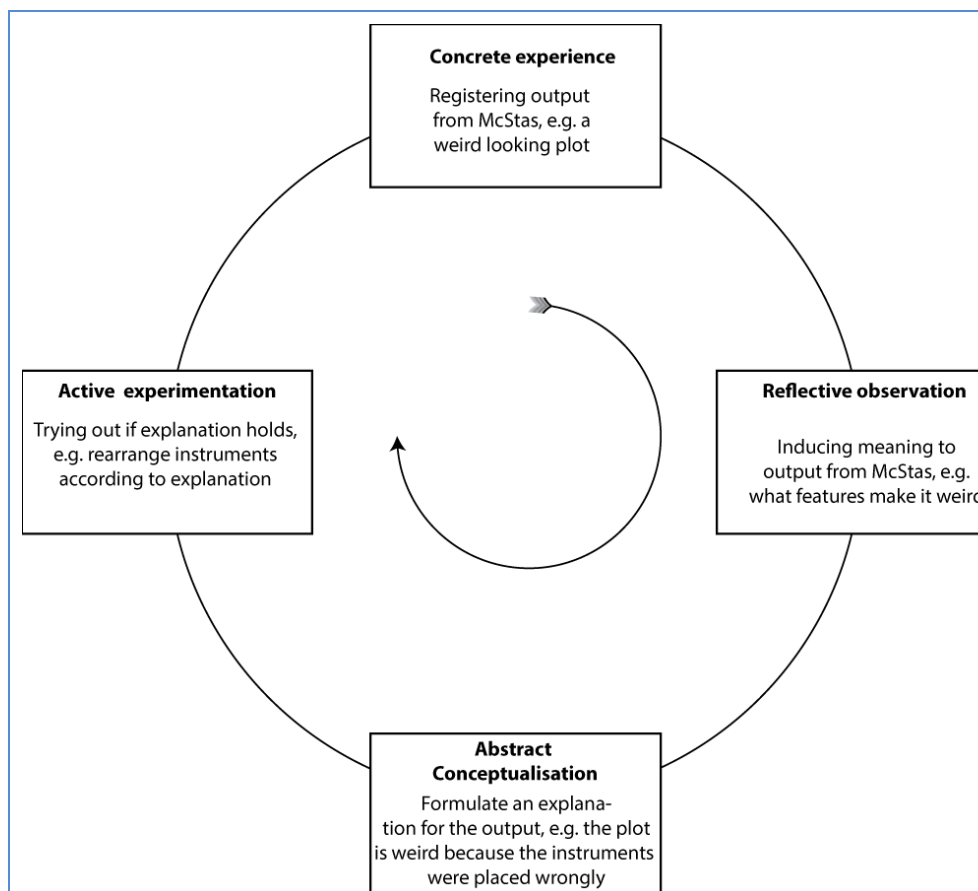 Concrete experience
Registering output
from McStas, e.g. a
weird looking plot
Active experimentation
Trying out if explanation holds,
e.g. rearrange instruments
according to explanation
Reflective observation
Inducing meaning to
output from McStas, e.g.
what features make it weird
Abstract
Conceptualisation
Formulate an explana-
tion for the output, e.g. the plot
is weird because the instruments
were placed wrongly